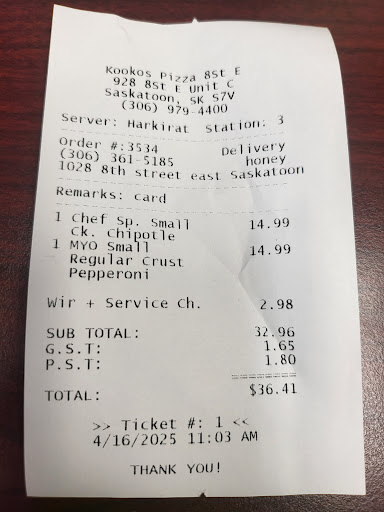 Kookos Pizza 8St E
928 8St E Unit C
Saskatoon, SK S7V
(306) 979-4400
Server: Harkirat Station: 3
Order #:3534 Delivery
(306) 361-5185 honey
1028 8th street east Saskatoon
Remarks: card
1 Chef Sp. Small 14.99
Ck. Chipotle
1 MYO Small 14.99
Regular Crust
Pepperoni
Wir + Service Ch. 2.98
SUB TOTAL: 32.96
G.S.T: 1.65
P.S.T: 1.80
TOTAL: $36.41
>> Ticket #: 1 <<
4/16/2025 11:03 AM
THANK YOU!